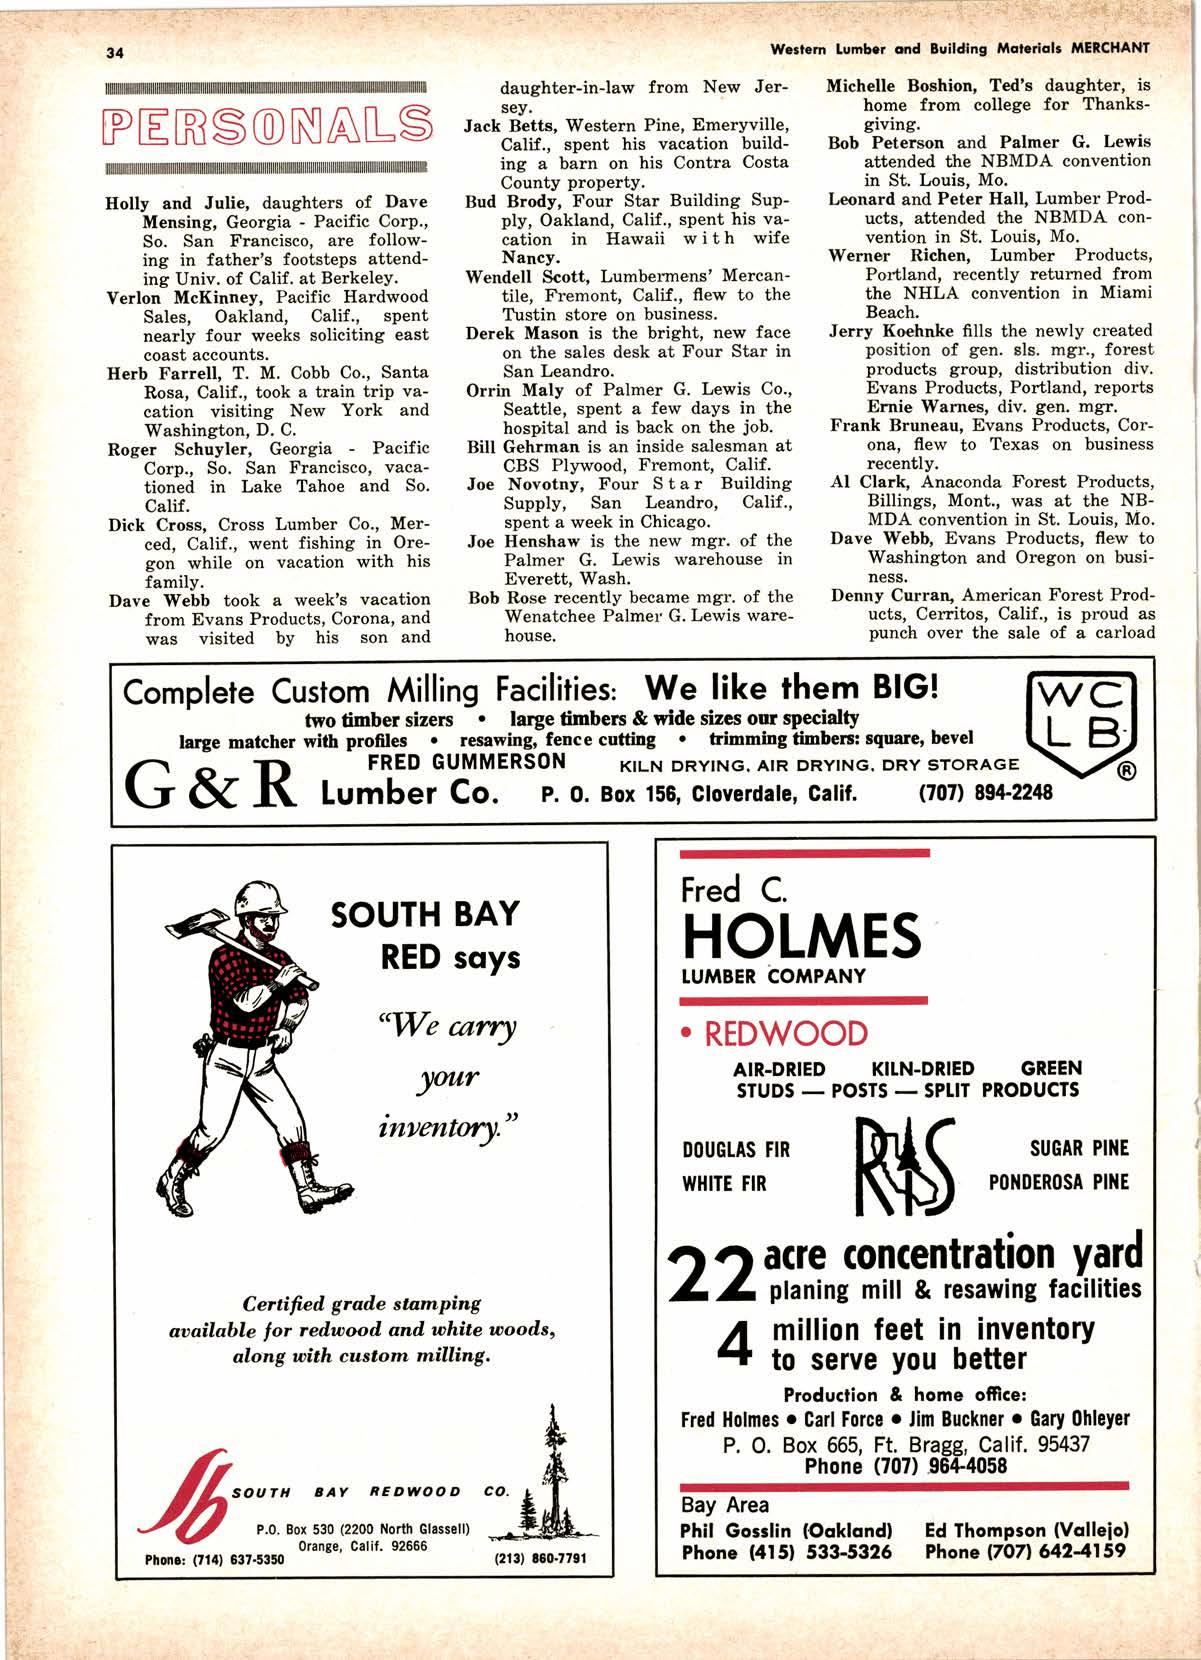 34
Western Lumber and Building Materials MERCHANT
PERSONALS
Holly and Julie, daughters of Dave
Mensing, Georgia - Pacific Corp.,
So. San Francisco, are follow-
ing in father's footsteps attend-
ing Univ. of Calif. at Berkeley.
Verlon McKinney, Pacific Hardwood
Sales, Oakland, Calif., spent
nearly four weeks soliciting east
coast accounts.
Herb Farrell, T. M. Cobb Co., Santa
Rosa, Calif., took a train trip va-
cation visiting New York and
Washington, D. C.
Roger Schuyler, Georgia - Pacific
Corp., So. San Francisco, vaca-
tioned in Lake Tahoe and So.
Calif.
Dick Cross, Cross Lumber Co., Mer-
ced, Calif., went fishing in Ore-
gon while on vacation with his
family.
Dave Webb took a week's vacation
from Evans Products, Corona, and
was visited by his son and
daughter-in-law from New Jer-
sey.
Jack Betts, Western Pine, Emeryville,
Calif., spent his vacation build-
ing a barn on his Contra Costa
County property.
Bud Brody, Four Star Building Sup-
ply, Oakland, Calif., spent his va-
cation in Hawaii with wife
Nancy.
Wendell Scott, Lumbermens' Mercan-
tile, Fremont, Calif., flew to the
Tustin store on business.
Derek Mason is the bright, new face
on the sales desk at Four Star in
San Leandro.
Orrin Maly of Palmer G. Lewis Co.,
Seattle, spent a few days in the
hospital and is back on the job.
Bill Gehrman is an inside salesman at
CBS Plywood, Fremont, Calif.
Joe Novotny, Four Star Building
Supply, San Leandro, Calif.,
spent a week in Chicago.
Joe Henshaw is the new mgr. of the
Palmer G. Lewis warehouse in
Everett, Wash.
Bob Rose recently became mgr. of the
Wenatchee Palmer G. Lewis ware-
house.
Michelle Boshion, Ted's daughter, is
home from college for Thanks-
giving.
Bob Peterson and Palmer G. Lewis
attended the NBMDA convention
in St. Louis, Mo.
Leonard and Peter Hall, Lumber Prod-
ucts, attended the NBMDA con-
vention in St. Louis, Mo.
Werner Richen, Lumber Products,
Portland, recently returned from
the NHLA convention in Miami
Beach.
Jerry Koehnke fills the newly created
position of gen. sls. mgr., forest
products group, distribution div.
Evans Products, Portland, reports
Ernie Warnes, div. gen. mgr.
Frank Bruneau, Evans Products, Cor-
ona, flew to Texas on business
recently.
Al Clark, Anaconda Forest Products,
Billings, Mont., was at the NB-
MDA convention in St. Louis, Mo.
Dave Webb, Evans Products, flew to
Washington and Oregon on busi-
ness.
Denny Curran, American Forest Prod-
ucts, Cerritos, Calif., is proud as
punch over the sale of a carload
Complete Custom Milling Facilities: We like them BIG!
two timber sizers • large timbers & wide sizes our specialty
large matcher with profiles • resawing, fence cutting • trimming timbers: square, bevel
FRED GUMMERSON KILN DRYING, AIR DRYING, DRY STORAGE
G & R Lumber Co. P. O. Box 156, Cloverdale, Calif. (707) 894-2248
WC
LB
®
SOUTH BAY
RED says
"We carry
your
inventory."
Certified grade stamping
available for redwood and white woods,
along with custom milling.
sb
SOUTH BAY REDWOOD CO.
P.O. Box 530 (2200 North Glassell)
Orange, Calif. 92666
Phone: (714) 637-5350 (213) 860-7791
Fred C.
HOLMES
LUMBER COMPANY
• REDWOOD
AIR-DRIED KILN-DRIED GREEN
STUDS — POSTS — SPLIT PRODUCTS
DOUGLAS FIR
WHITE FIR
RIS
SUGAR PINE
PONDEROSA PINE
22 acre concentration yard
planing mill & resawing facilities
4 million feet in inventory
to serve you better
Production & home office:
Fred Holmes • Carl Force • Jim Buckner • Gary Ohleyer
P. O. Box 665, Ft. Bragg, Calif. 95437
Phone (707) 964-4058
Bay Area
Phil Gosslin (Oakland) Ed Thompson (Vallejo)
Phone (415) 533-5326 Phone (707) 642-4159